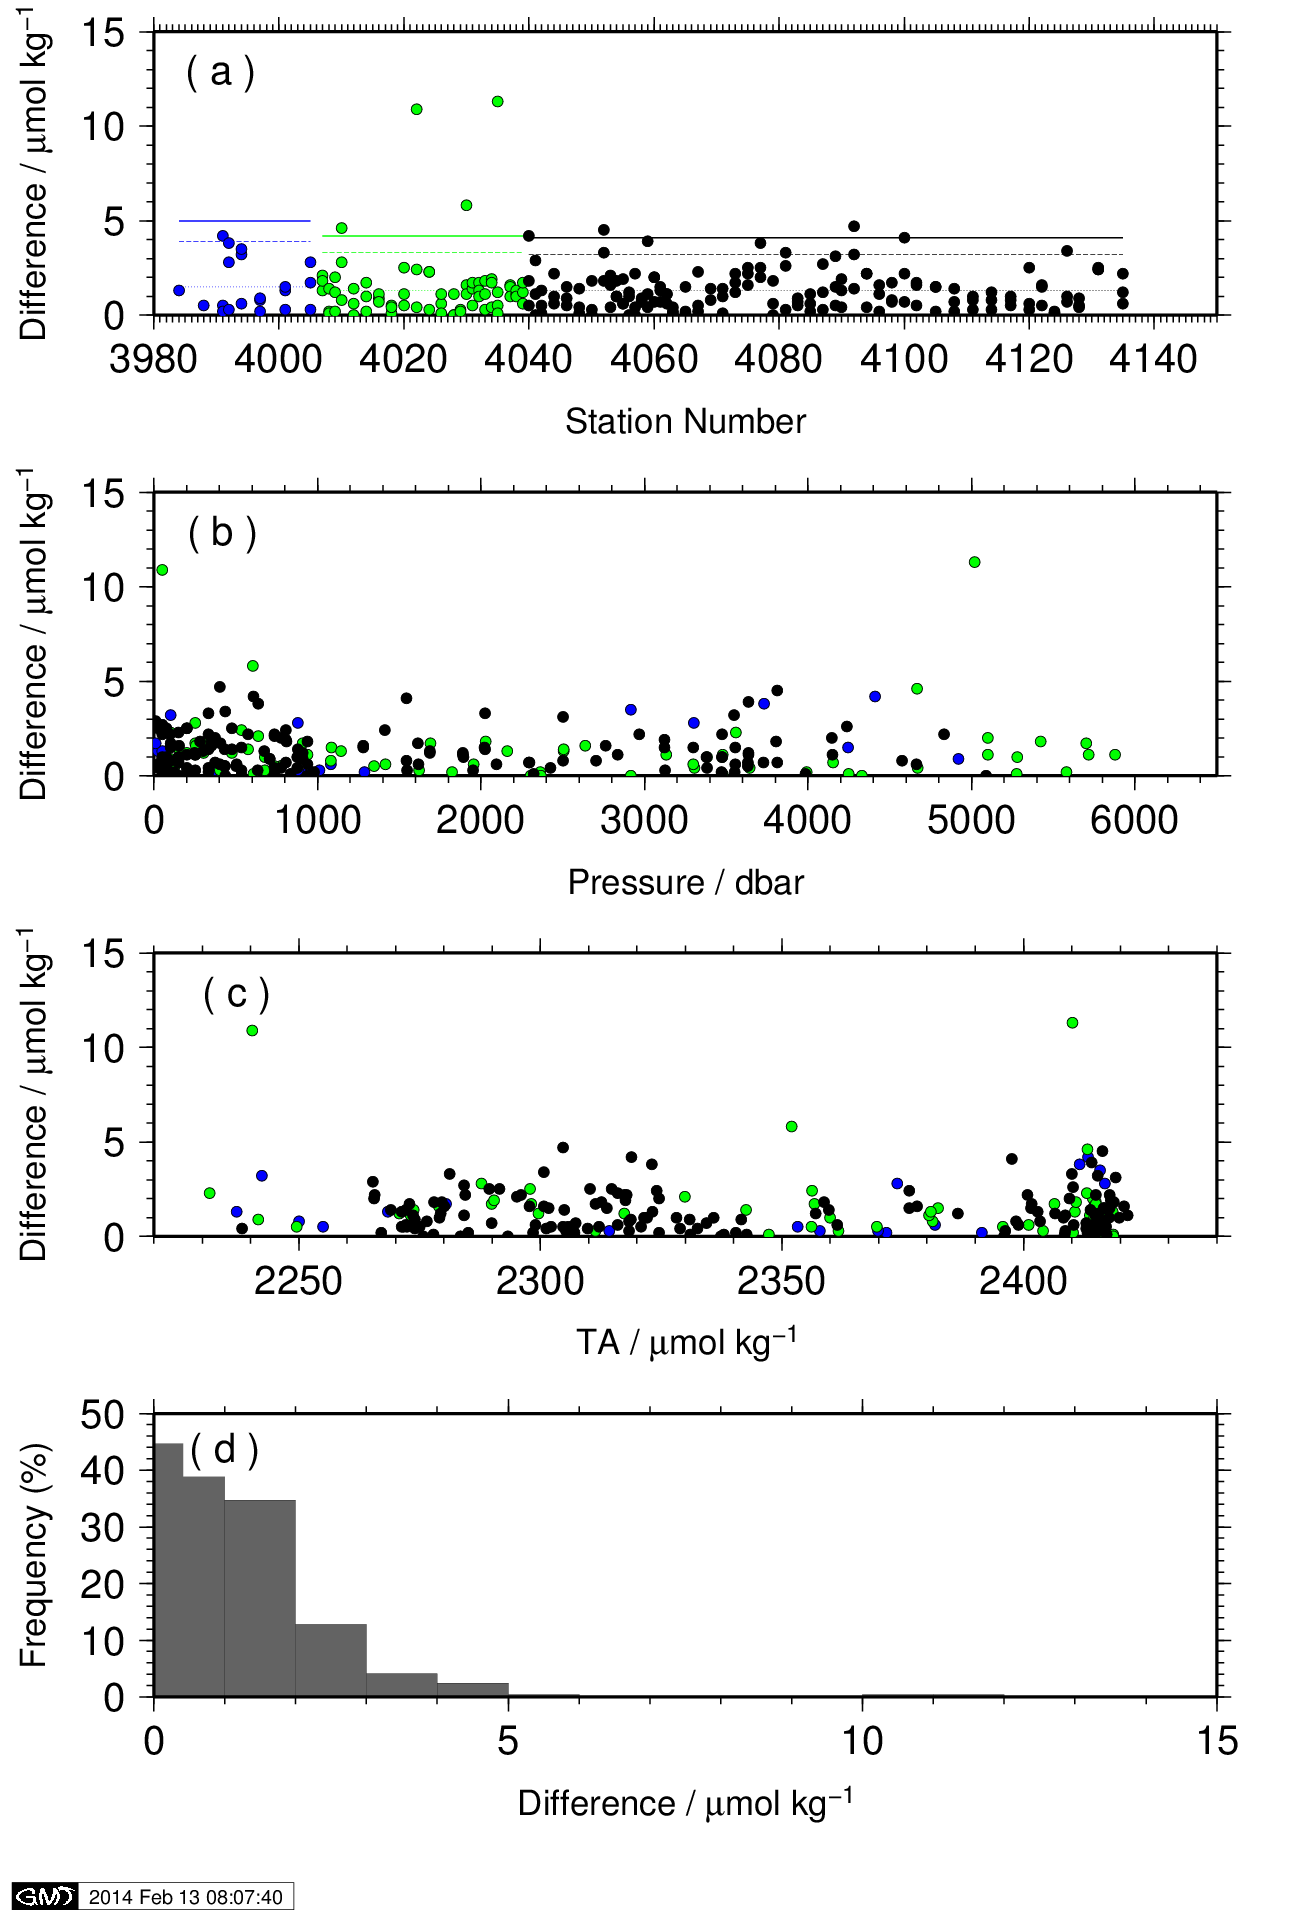 ( a )
15
10
5
0
Difference / μmol kg⁻¹
3980 4000 4020 4040 4060 4080 4100 4120 4140
Station Number
( b )
15
10
5
0
Difference / μmol kg⁻¹
0 1000 2000 3000 4000 5000 6000
Pressure / dbar
( c )
15
10
5
0
Difference / μmol kg⁻¹
2250 2300 2350 2400
TA / μmol kg⁻¹
( d )
50
40
30
20
10
0
Frequency (%)
0 5 10 15
Difference / μmol kg⁻¹
GMT 2014 Feb 13 08:07:40